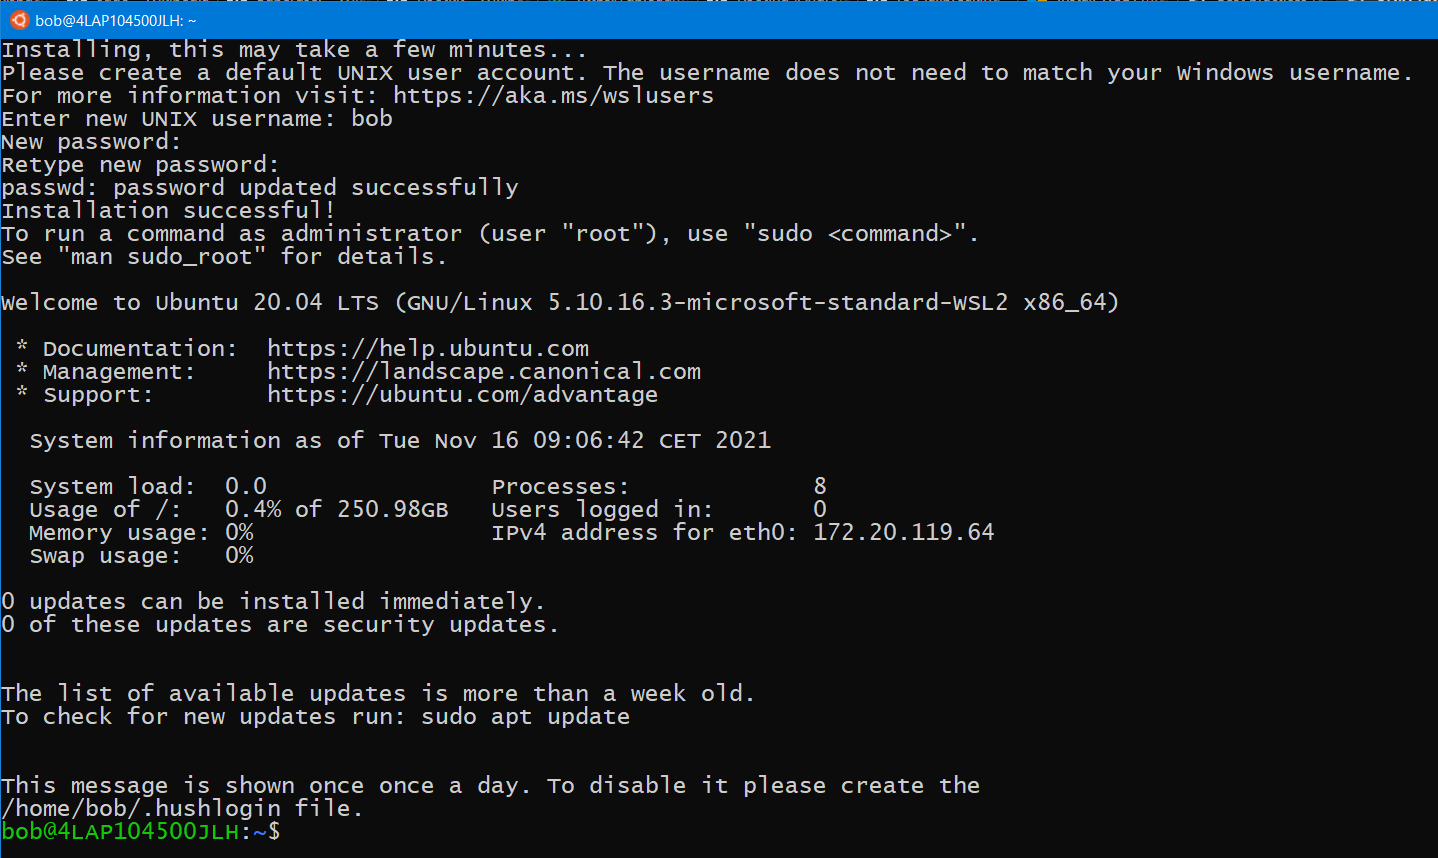 bob@4LAP104500JLH: ~
Installing, this may take a few minutes...
Please create a default UNIX user account. The username does not need to match your Windows username.
For more information visit: https://aka.ms/wslusers
Enter new UNIX username: bob
New password:
Retype new password:
passwd: password updated successfully
Installation successful!
To run a command as administrator (user "root"), use "sudo <command>".
See "man sudo_root" for details.

Welcome to Ubuntu 20.04 LTS (GNU/Linux 5.10.16.3-microsoft-standard-WSL2 x86_64)

 * Documentation:  https://help.ubuntu.com
 * Management:     https://landscape.canonical.com
 * Support:        https://ubuntu.com/advantage

  System information as of Tue Nov 16 09:06:42 CET 2021

  System load:  0.0                Processes:             8
  Usage of /:   0.4% of 250.98GB   Users logged in:       0
  Memory usage: 0%                 IPv4 address for eth0: 172.20.119.64
  Swap usage:   0%

0 updates can be installed immediately.
0 of these updates are security updates.


The list of available updates is more than a week old.
To check for new updates run: sudo apt update


This message is shown once once a day. To disable it please create the
/home/bob/.hushlogin file.
bob@4LAP104500JLH:~$